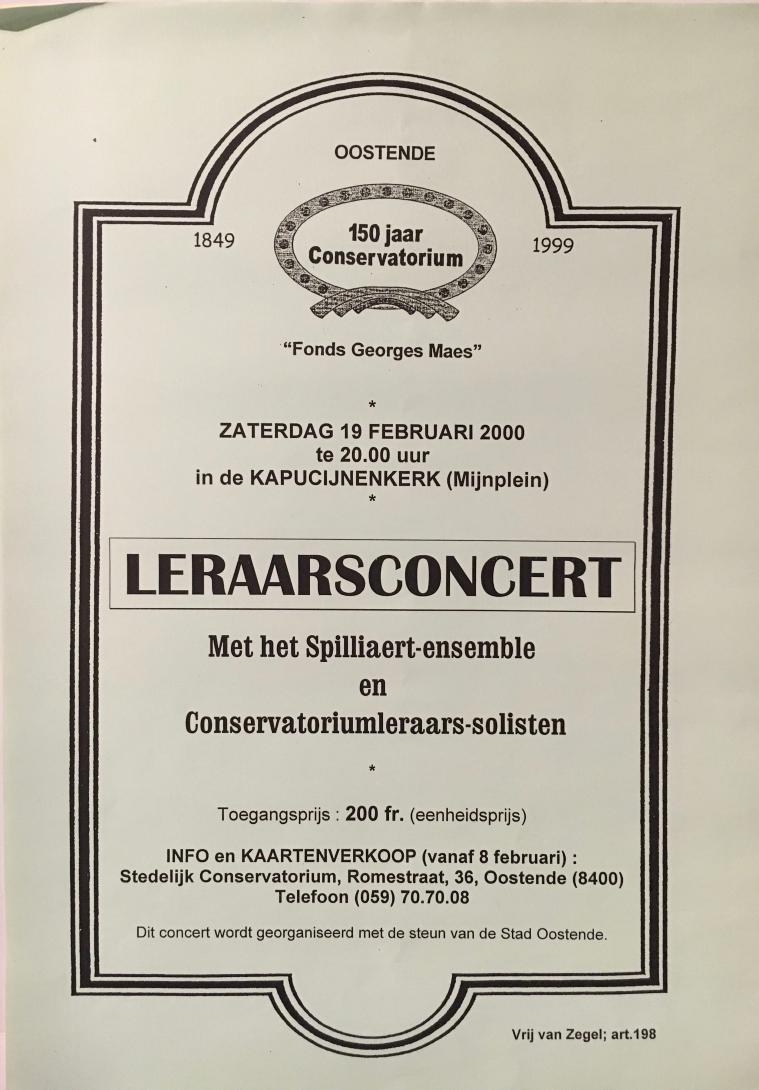 OOSTENDE
1849
150 jaar
Conservatorium
1999
“Fonds Georges Maes”
*
ZATERDAG 19 FEBRUARI 2000
te 20.00 uur
in de KAPUCIJNENKERK (Mijnplein)
*
LERAARSCONCERT
Met het Spilliaert-ensemble
en
Conservatoriumleraars-solisten
*
Toegangsprijs : 200 fr. (eenheidsprijs)
INFO en KAARTENVERKOOP (vanaf 8 februari) :
Stedelijk Conservatorium, Romestraat, 36, Oostende (8400)
Telefoon (059) 70.70.08
Dit concert wordt georganiseerd met de steun van de Stad Oostende.
Vrij van Zegel; art.198